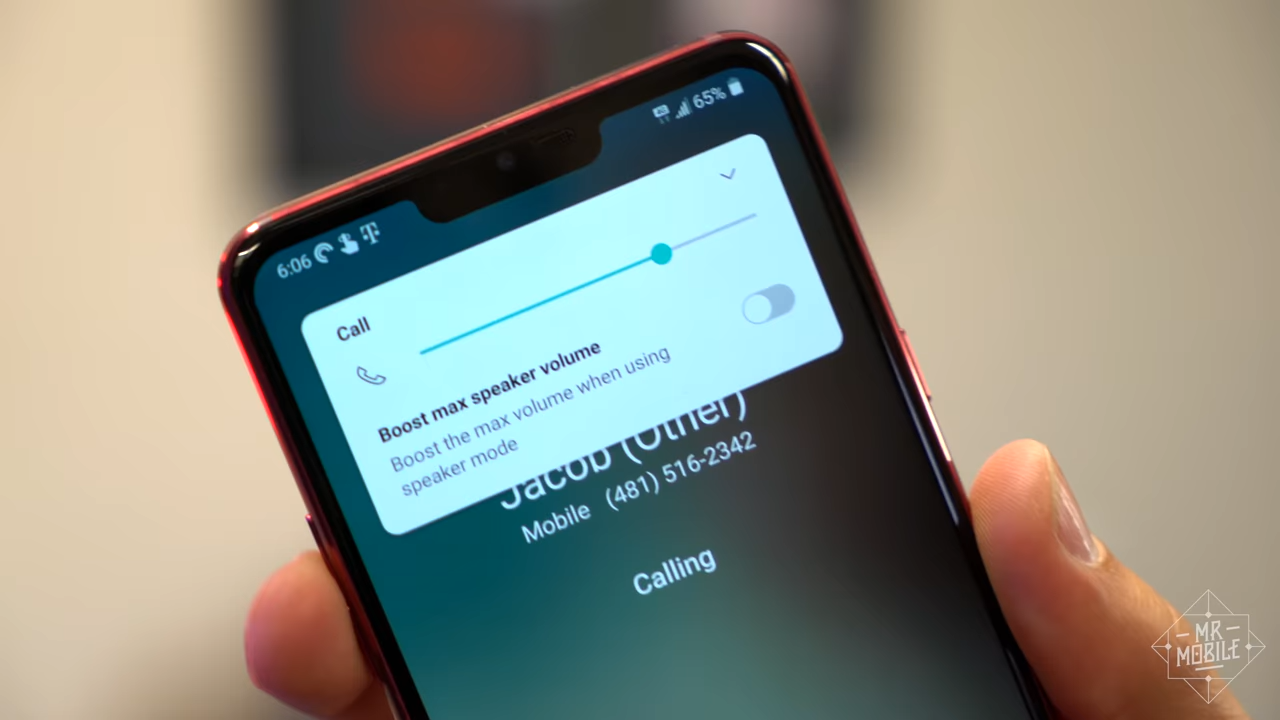 6:06 T 65%
Call
Boost max speaker volume
Boost the max volume when using
speaker mode
Jacob (Other)
Mobile (481) 516-2342
Calling
MR
MOBILE